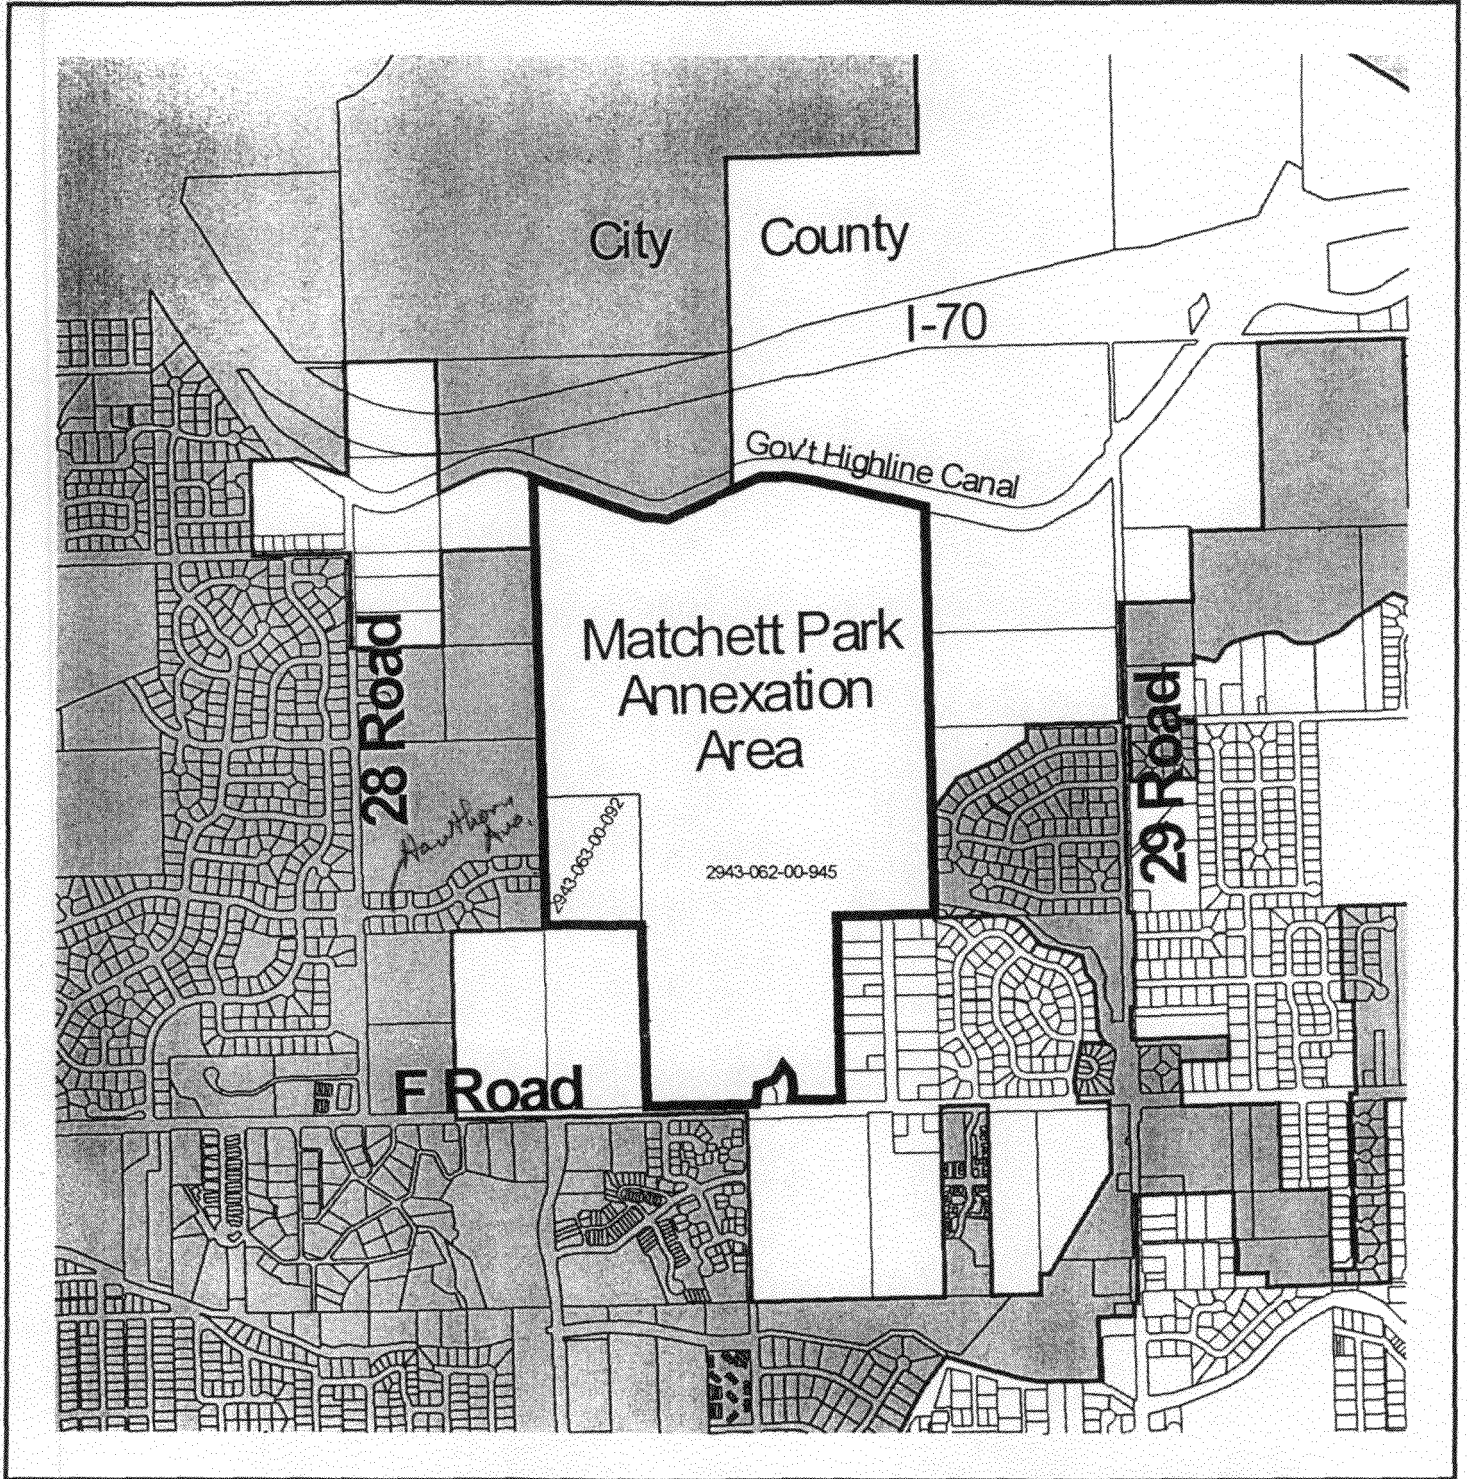 City
County
I-70
Gov't Highline Canal
Matchett Park
Annexation
Area
28 Road
29 Road
Hawthorn
Ave.
2943-063-00-092
2943-062-00-945
F Road